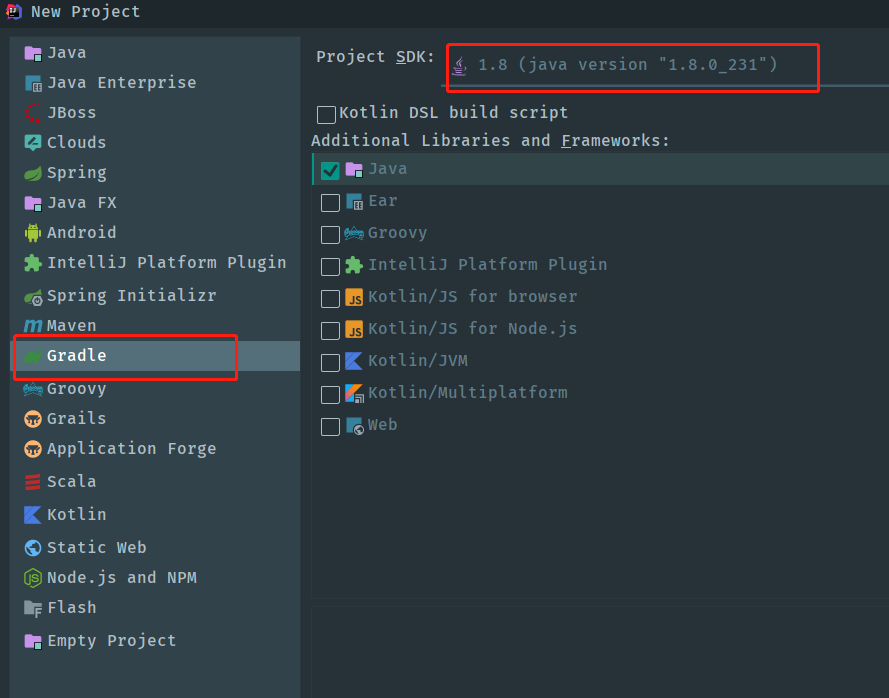 New Project
Java
Java Enterprise
JBoss
Clouds
Spring
Java FX
Android
IntelliJ Platform Plugin
Spring Initializr
Maven
Gradle
Groovy
Grails
Application Forge
Scala
Kotlin
Static Web
Node.js and NPM
Flash
Empty Project
Project SDK: 1.8 (java version "1.8.0_231")
Kotlin DSL build script
Additional Libraries and Frameworks:
Java
Ear
Groovy
IntelliJ Platform Plugin
Kotlin/JS for browser
Kotlin/JS for Node.js
Kotlin/JVM
Kotlin/Multiplatform
Web